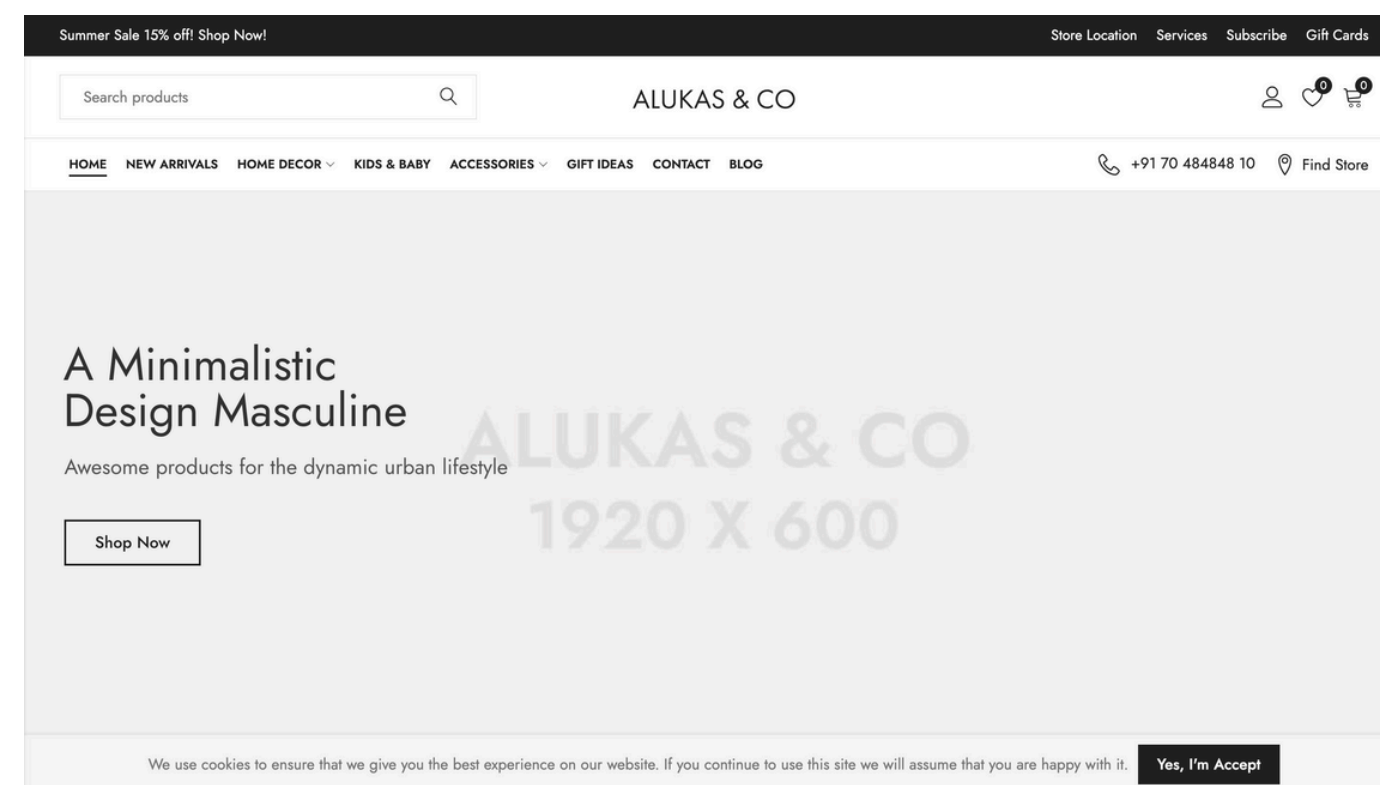 Summer Sale 15% off! Shop Now! Store Location Services Subscribe Gift Cards
Search products ALUKAS & CO 0 0
HOME NEW ARRIVALS HOME DECOR KIDS & BABY ACCESSORIES GIFT IDEAS CONTACT BLOG +91 70 484848 10 Find Store
A Minimalistic
Design Masculine
ALUKAS & CO
Awesome products for the dynamic urban lifestyle
1920 X 600
Shop Now
We use cookies to ensure that we give you the best experience on our website. If you continue to use this site we will assume that you are happy with it. Yes, I'm Accept